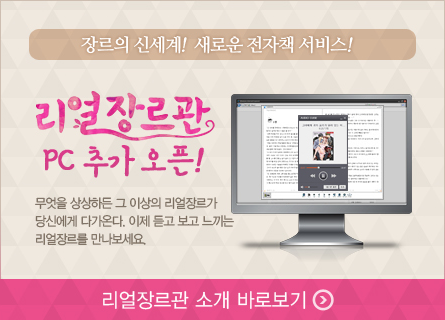 장르의 신세계! 새로운 전자책 서비스!
리얼장르관
PC 추가 오픈!
무엇을 상상하든 그 이상의 리얼장르가
당신에게 다가온다. 이제 듣고 보고 느끼는
리얼장르를 만나보세요.
리얼장르관 소개 바로보기